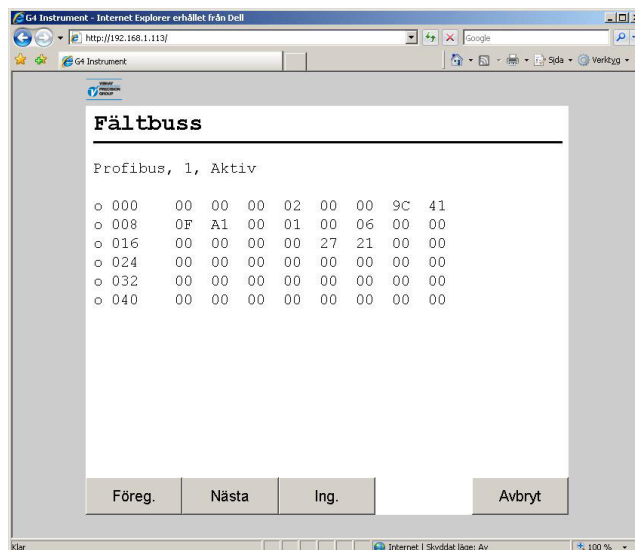 G4 Instrument - Internet Explorer erhållet från Dell
http://192.168.1.113/
Google
G4 Instrument
Sida
Verktyg
VISHAY
PRECISION
GROUP
Fältbuss
Profibus, 1, Aktiv
o 000 00 00 00 02 00 00 9C 41
o 008 0F A1 00 01 00 06 00 00
o 016 00 00 00 00 27 21 00 00
o 024 00 00 00 00 00 00 00 00
o 032 00 00 00 00 00 00 00 00
o 040 00 00 00 00 00 00 00 00
Föreg. Nästa Ing. Avbryt
Klar Internet | Skyddat läge: Av 100 %